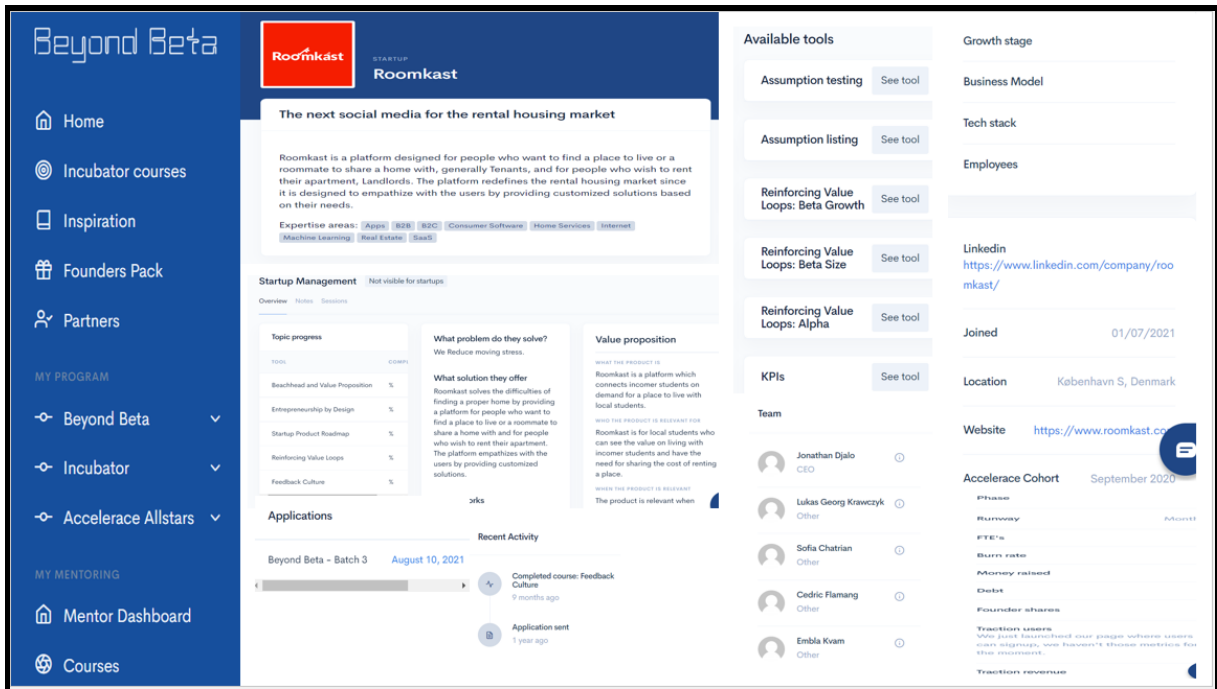 Beyond Beta
Home
Incubator courses
Inspiration
Founders Pack
Partners
MY PROGRAM
Beyond Beta
Incubator
Accelerace Allstars
MY MENTORING
Mentor Dashboard
Courses
Roomkast
STARTUP
Roomkast
The next social media for the rental housing market
Roomkast is a platform designed for people who want to find a place to live or a
roommate to share a home with, generally Tenants, and for people who wish to rent
their apartment, Landlords. The platform redefines the rental housing market since
it is designed to empathize with the users by providing customized solutions based
on their needs.
Expertise areas: Apps B2B B2C Consumer Software Home Services Internet
Machine Learning Real Estate SaaS
Startup Management Not visible for startups
Overview Notes Sessions
Topic progress
TOOL COMPL
Beachhead and Value Proposition %
Entrepreneurship by Design %
Startup Product Roadmap %
Reinforcing Value Loops %
Feedback Culture %
What problem do they solve?
We Reduce moving stress.
What solution they offer
Roomkast solves the difficulties of
finding a proper home by providing
a platform for people who want to
find a place to live or a roommate to
share a home with and for people
who wish to rent their apartment.
The platform empathizes with the
users by providing customized
solutions.
orks
Value proposition
WHAT THE PRODUCT IS
Roomkast is a platform which
connects incomer students on
demand for a place to live with
local students.
WHO THE PRODUCT IS RELEVANT FOR
Roomkast is for local students who
can see the value on living with
incomer students and have the
need for sharing the cost of renting
a place.
WHEN THE PRODUCT IS RELEVANT
The product is relevant when
Applications
Beyond Beta - Batch 3 August 10, 2021
Recent Activity
Completed course: Feedback
Culture
9 months ago
Application sent
1 year ago
Available tools
Assumption testing See tool
Assumption listing See tool
Reinforcing Value
Loops: Beta Growth See tool
Reinforcing Value
Loops: Beta Size See tool
Reinforcing Value
Loops: Alpha See tool
KPIs See tool
Team
Jonathan Djalo
CEO
Lukas Georg Krawczyk
Other
Sofia Chatrian
Other
Cedric Flamang
Other
Embla Kvam
Other
Growth stage
Business Model
Tech stack
Employees
Linkedin
https://www.linkedin.com/company/roo
mkast/
Joined 01/07/2021
Location København S, Denmark
Website https://www.roomkast.co
Accelerace Cohort September 2020
Phase
Runway Month
FTE's
Burn rate
Money raised
Debt
Founder shares
Traction users
We just launched our page where users
can signup, we haven't those metrics for
the moment.
Traction revenue